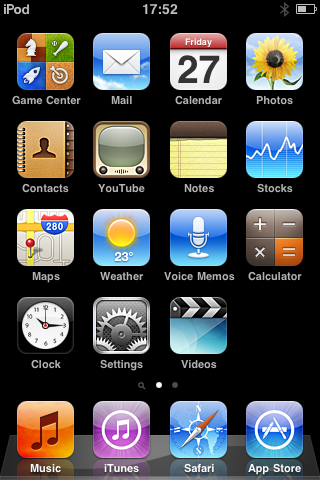 iPod 17:52
Friday
27
Game Center Mail Calendar Photos
Contacts YouTube Notes Stocks
280
23°
Maps Weather Voice Memos Calculator
Clock Settings Videos
Music iTunes Safari App Store